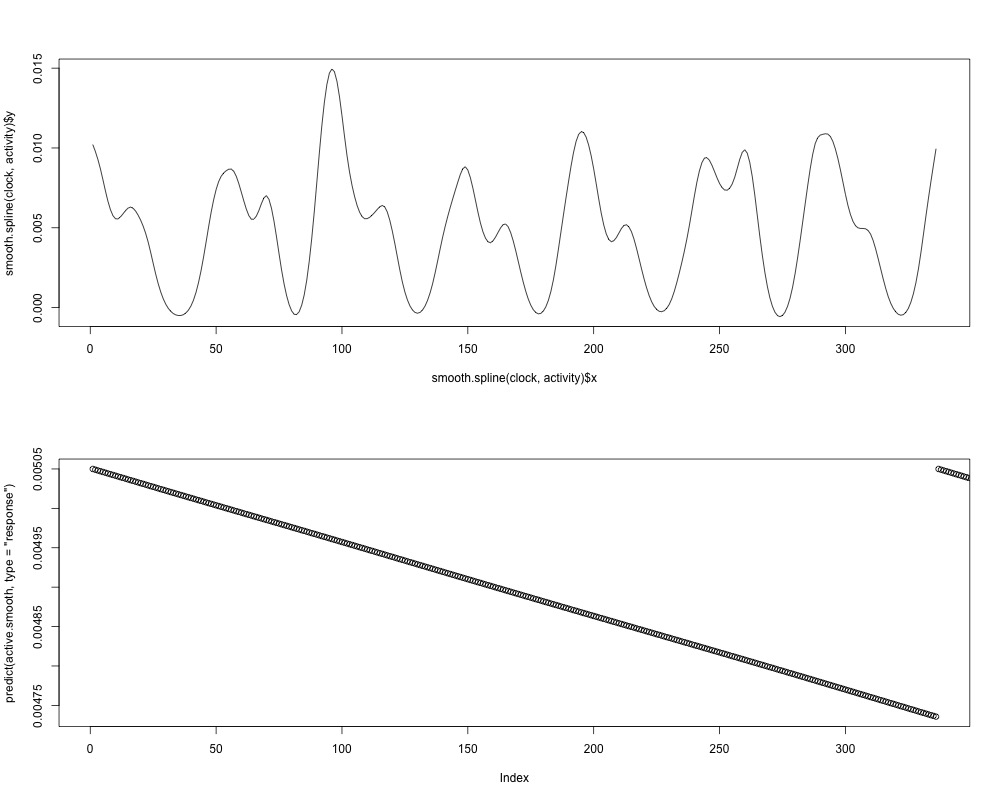 0.015
0.010
0.005
0.000
smooth.spline(clock, activity)$y
0 50 100 150 200 250 300
smooth.spline(clock, activity)$x
0.00505
0.00495
0.00485
0.00475
predict(active.smooth, type = "response")
0 50 100 150 200 250 300
Index